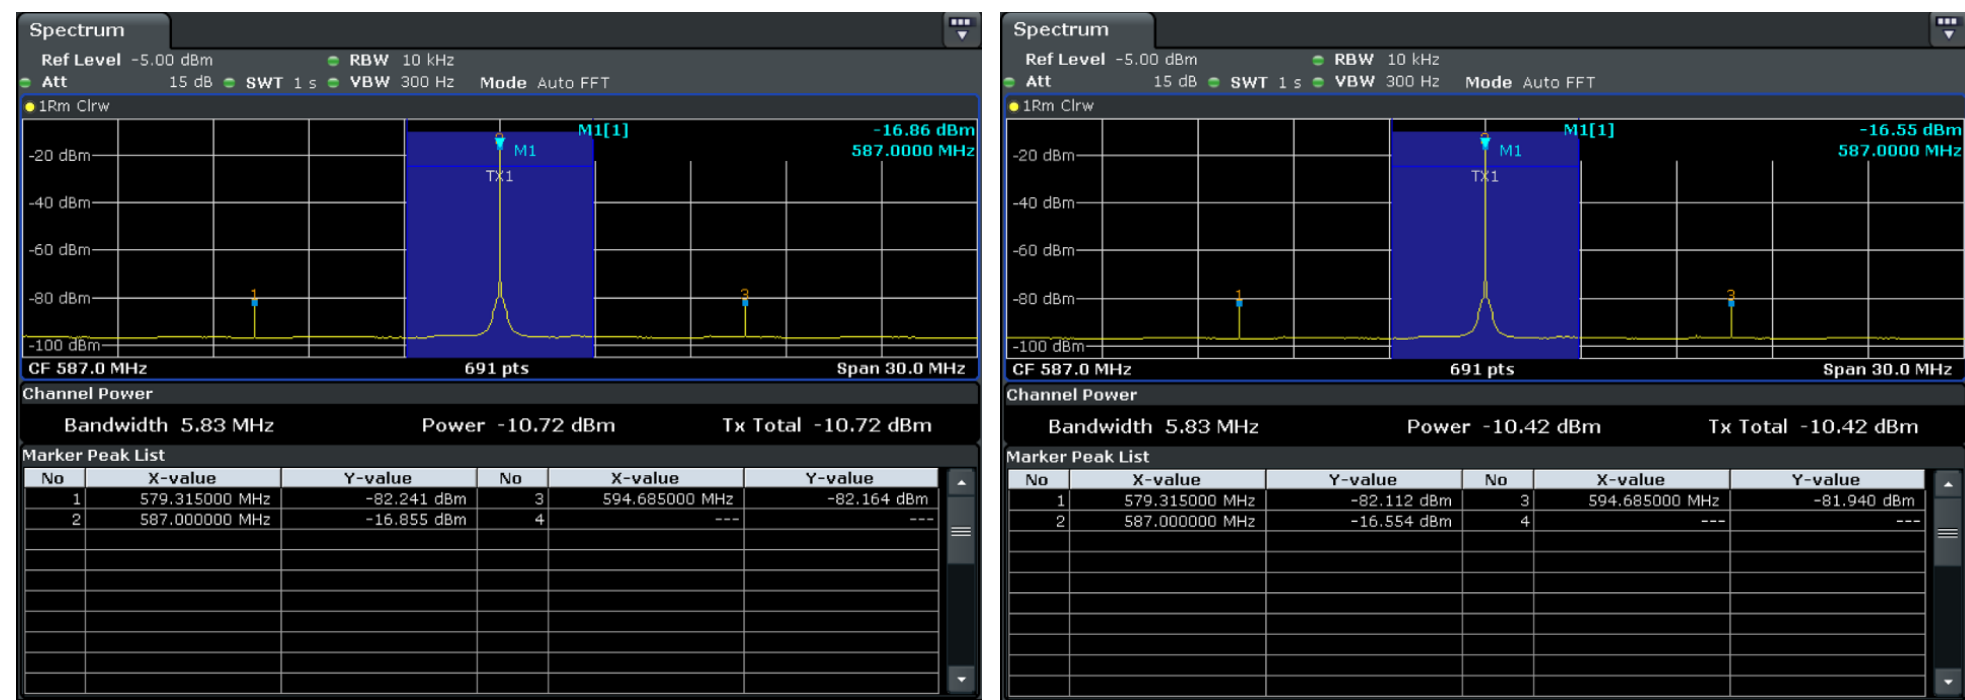 Spectrum
Ref Level -5.00 dBm RBW 10 kHz
Att 15 dB SWT 1 s VBW 300 Hz Mode Auto FFT
1Rm Clrw
M1[1] -16.86 dBm
587.0000 MHz
M1
TX1
-20 dBm
-40 dBm
-60 dBm
-80 dBm
-100 dBm
1
3
CF 587.0 MHz 691 pts Span 30.0 MHz
Channel Power
Bandwidth 5.83 MHz Power -10.72 dBm Tx Total -10.72 dBm
Marker Peak List
No X-value Y-value No X-value Y-value
1 579.315000 MHz -82.241 dBm 3 594.685000 MHz -82.164 dBm
2 587.000000 MHz -16.855 dBm 4 --- ---
Spectrum
Ref Level -5.00 dBm RBW 10 kHz
Att 15 dB SWT 1 s VBW 300 Hz Mode Auto FFT
1Rm Clrw
M1[1] -16.55 dBm
587.0000 MHz
M1
TX1
-20 dBm
-40 dBm
-60 dBm
-80 dBm
-100 dBm
1
3
CF 587.0 MHz 691 pts Span 30.0 MHz
Channel Power
Bandwidth 5.83 MHz Power -10.42 dBm Tx Total -10.42 dBm
Marker Peak List
No X-value Y-value No X-value Y-value
1 579.315000 MHz -82.112 dBm 3 594.685000 MHz -81.940 dBm
2 587.000000 MHz -16.554 dBm 4 --- ---